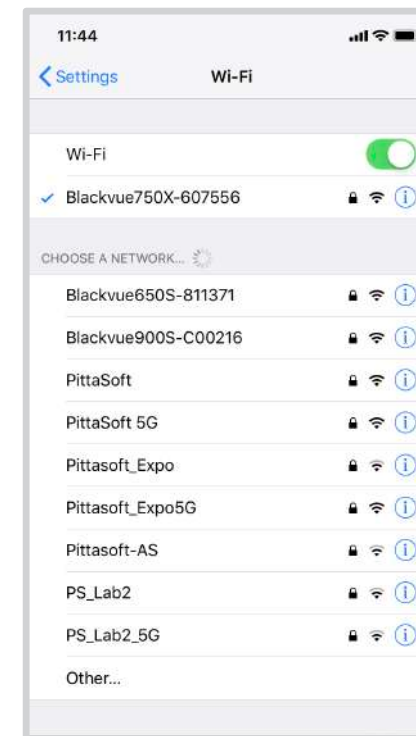 11:44
Settings Wi-Fi
Wi-Fi
Blackvue750X-607556
CHOOSE A NETWORK...
Blackvue650S-811371
Blackvue900S-C00216
PittaSoft
PittaSoft 5G
Pittasoft_Expo
Pittasoft_Expo5G
Pittasoft-AS
PS_Lab2
PS_Lab2_5G
Other...